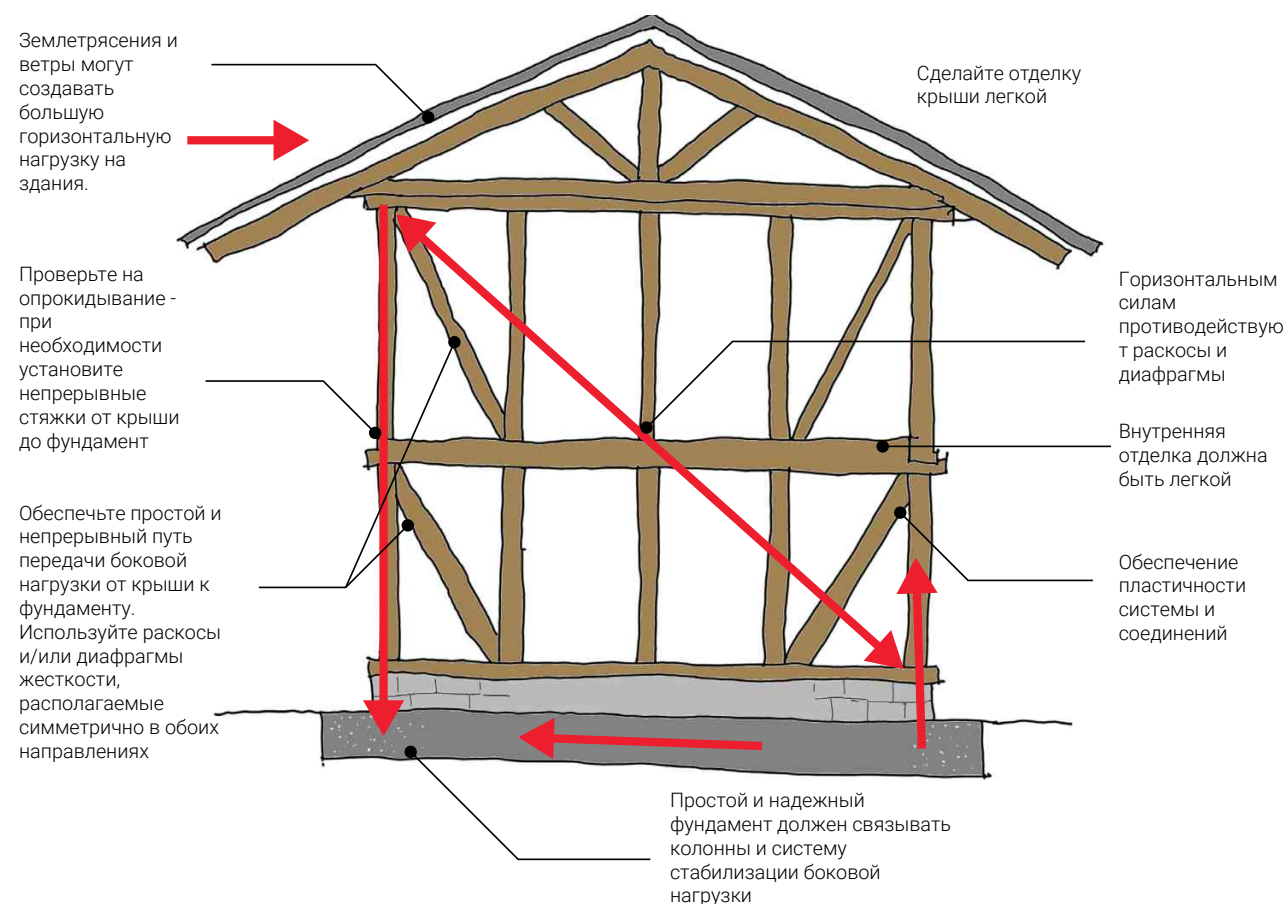 Землетрясения и
ветры могут
создавать
большую
горизонтальную
нагрузку на
здания.
Сделайте отделку
крыши легкой
Проверьте на
опрокидывание -
при
необходимости
установите
непрерывные
стяжки от крыши
до фундамент
Горизонтальным
силам
противодействую
т раскосы и
диафрагмы
Внутренняя
отделка должна
быть легкой
Обеспечьте простой и
непрерывный путь
передачи боковой
нагрузки от крыши к
фундаменту.
Используйте раскосы
и/или диафрагмы
жесткости,
располагаемые
симметрично в обоих
направлениях
Обеспечение
пластичности
системы и
соединений
Простой и надежный
фундамент должен связывать
колонны и систему
стабилизации боковой
нагрузки